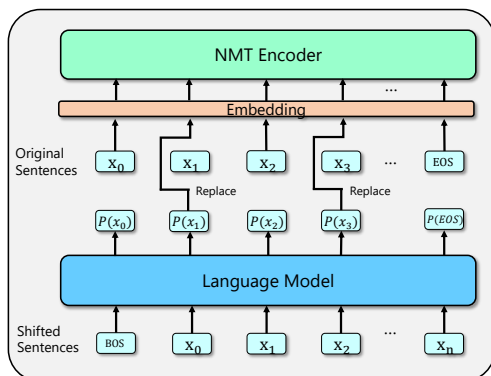 NMT Encoder
...
Embedding
Original Sentences
x₀ x₁ x₂ x₃ ... EOS
Replace Replace
P(x₀) P(x₁) P(x₂) P(x₃) P(EOS)
Language Model
Shifted Sentences
BOS x₀ x₁ x₂ ... xₙ